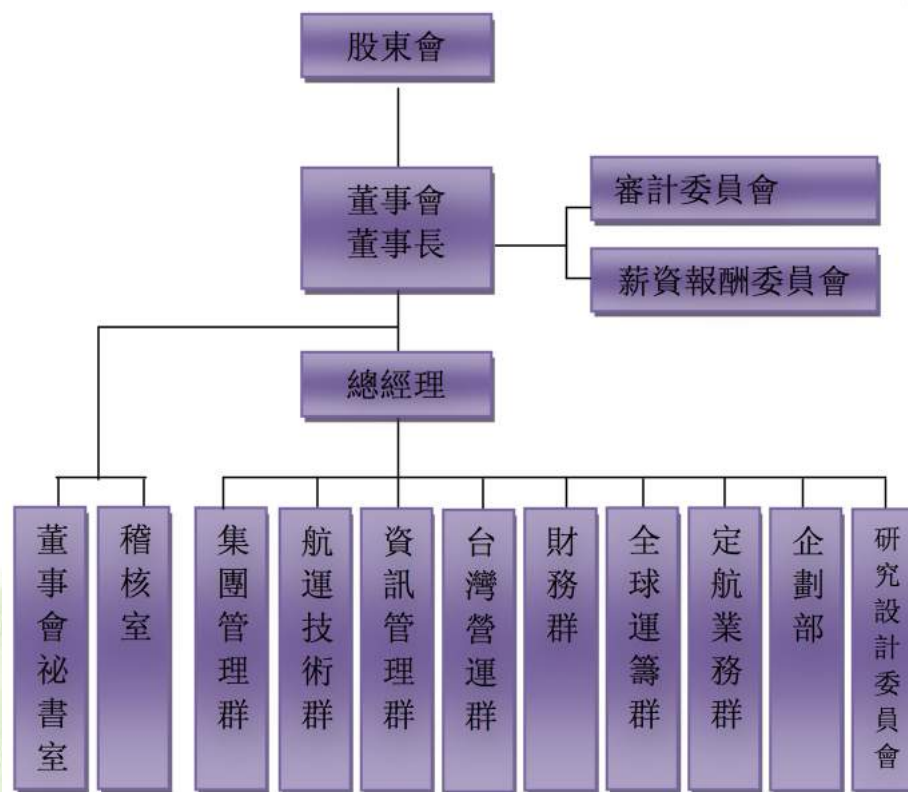 股東會
董事會
董事長
審計委員會
薪資報酬委員會
總經理
董事會祕書室
稽核室
集團管理群
航運技術群
資訊管理群
台灣營運群
財務群
全球運籌群
定航業務群
企劃部
研究設計委員會